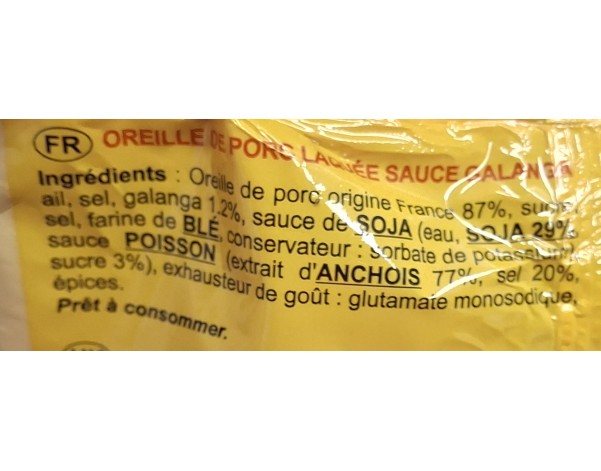 FR OREILLE DE PORC LAQUÉE SAUCE GALANGA
Ingrédients : Oreille de porc origine France 87%, sucre,
ail, sel, galanga 1,2%, sauce de SOJA (eau, SOJA 29%
sel, farine de BLÉ, conservateur : sorbate de potassium),
sauce POISSON (extrait d'ANCHOIS 77%, sel 20%,
sucre 3%), exhausteur de goût : glutamate monosodique,
épices.
Prêt à consommer.